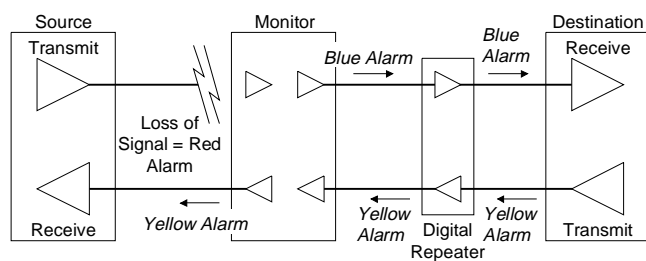 Source
Monitor
Destination
Transmit
Blue Alarm
Blue
Alarm
Receive
Loss of
Signal = Red
Alarm
Receive
Yellow Alarm
Yellow
Alarm
Digital
Repeater
Yellow
Alarm
Transmit